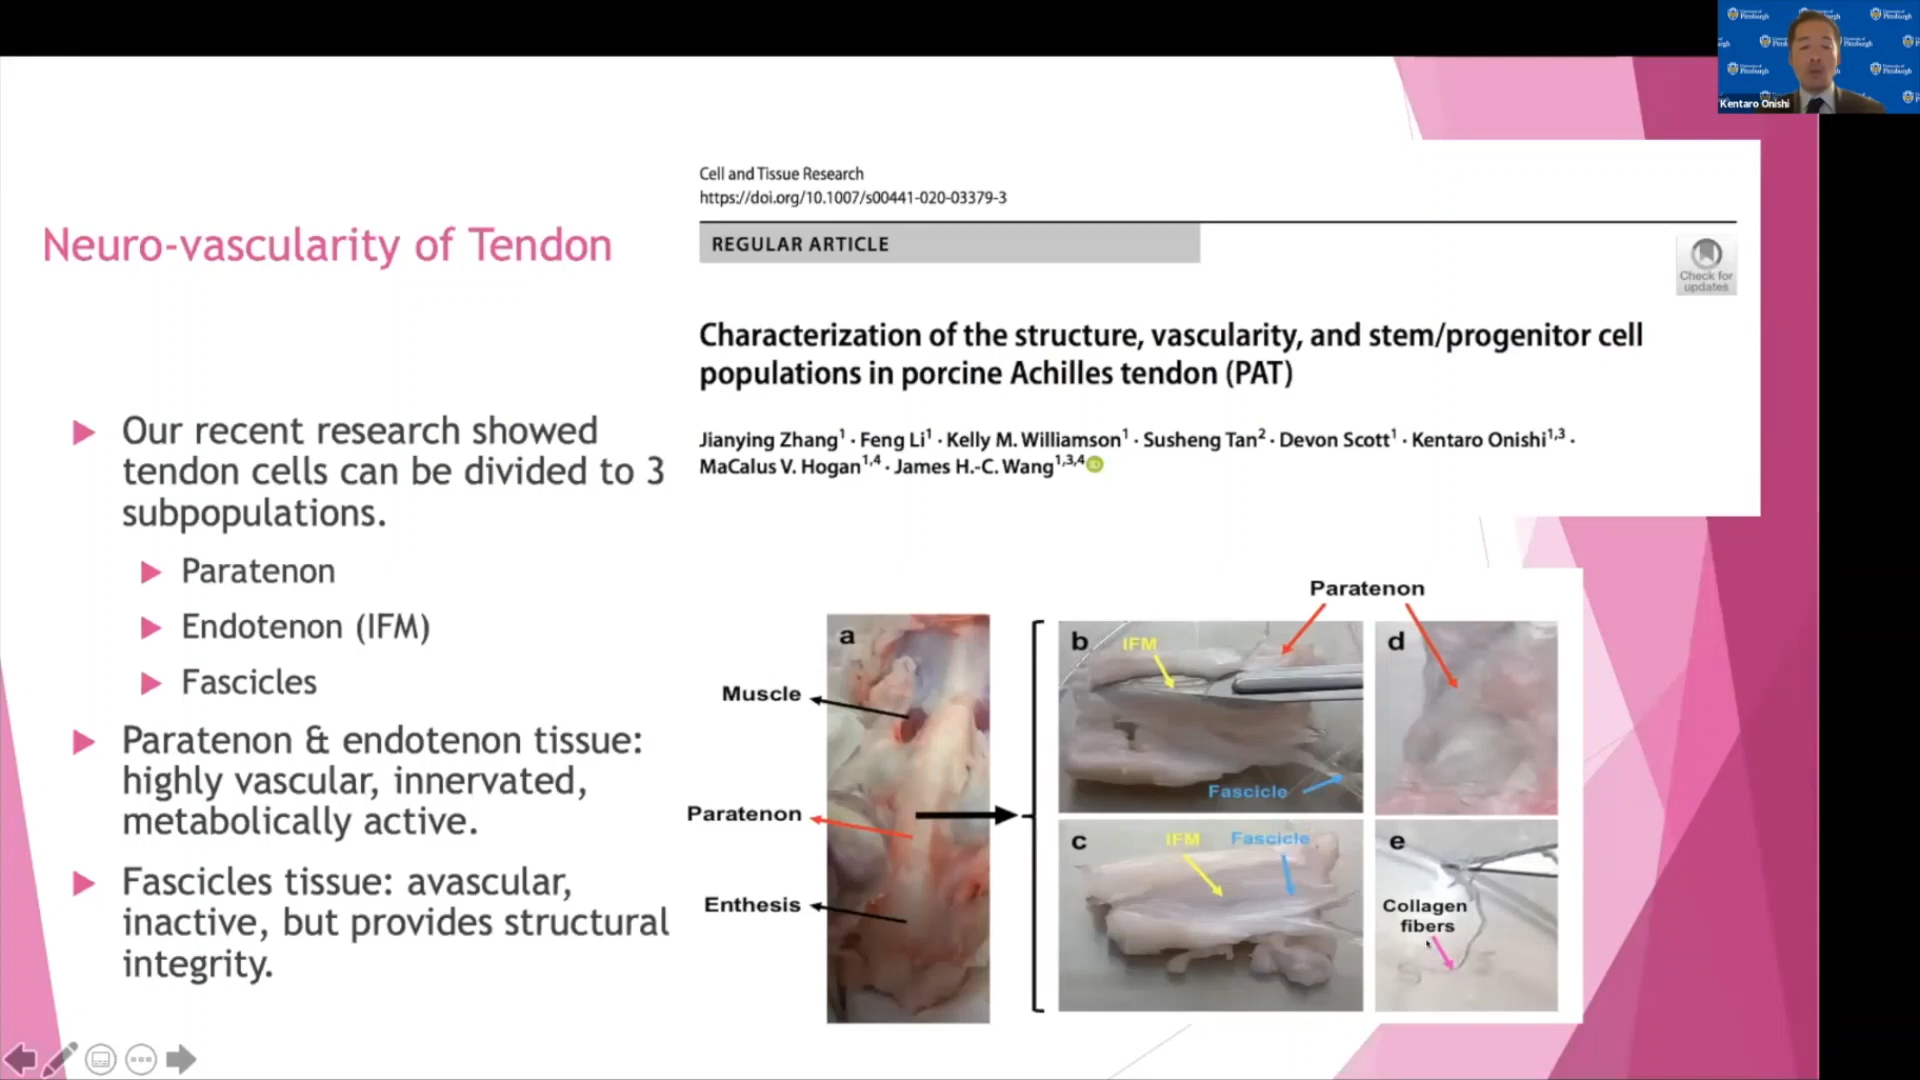 University of Pittsburgh
Kentaro Onishi
Neuro-vascularity of Tendon
Our recent research showed
tendon cells can be divided to 3
subpopulations.
Paratenon
Endotenon (IFM)
Fascicles
Paratenon & endotenon tissue:
highly vascular, innervated,
metabolically active.
Fascicles tissue: avascular,
inactive, but provides structural
integrity.
Cell and Tissue Research
https://doi.org/10.1007/s00441-020-03379-3
REGULAR ARTICLE
Check for
updates
Characterization of the structure, vascularity, and stem/progenitor cell
populations in porcine Achilles tendon (PAT)
Jianying Zhang1 · Feng Li1 · Kelly M. Williamson1 · Susheng Tan2 · Devon Scott1 · Kentaro Onishi1,3 ·
MaCalus V. Hogan1,4 · James H.-C. Wang1,3,4
Paratenon
a
Muscle
Paratenon
Enthesis
b
IFM
Fascicle
d
c
IFM
Fascicle
e
Collagen
fibers